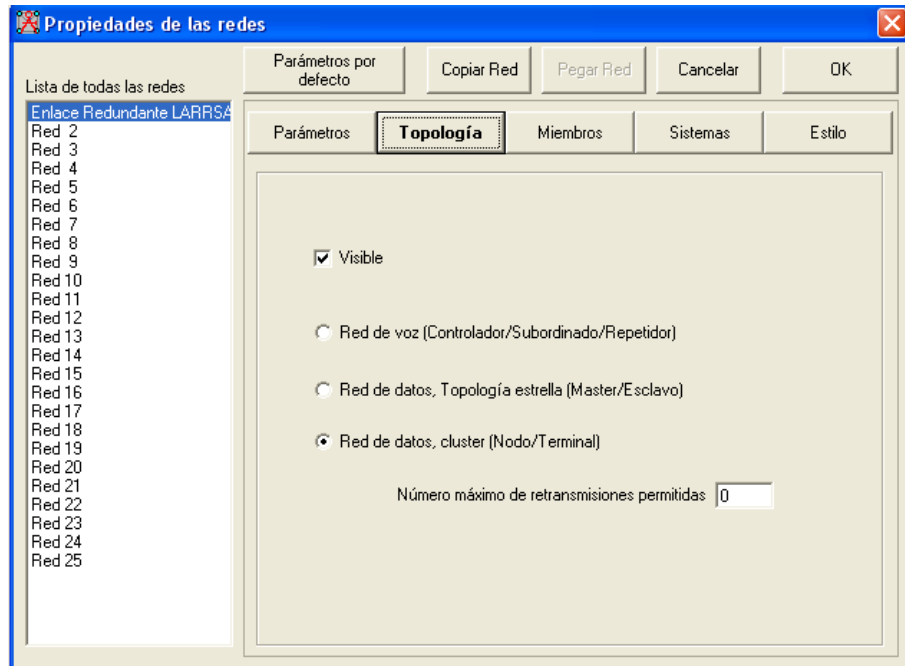 Propiedades de las redes
Parámetros por defecto
Copiar Red
Pegar Red
Cancelar
OK
Lista de todas las redes
Enlace Redundante LARRSA
Red 2
Red 3
Red 4
Red 5
Red 6
Red 7
Red 8
Red 9
Red 10
Red 11
Red 12
Red 13
Red 14
Red 15
Red 16
Red 17
Red 18
Red 19
Red 20
Red 21
Red 22
Red 23
Red 24
Red 25
Parámetros
Topología
Miembros
Sistemas
Estilo
Visible
Red de voz (Controlador/Subordinado/Repetidor)
Red de datos, Topología estrella (Master/Esclavo)
Red de datos, cluster (Nodo/Terminal)
Número máximo de retransmisiones permitidas 0